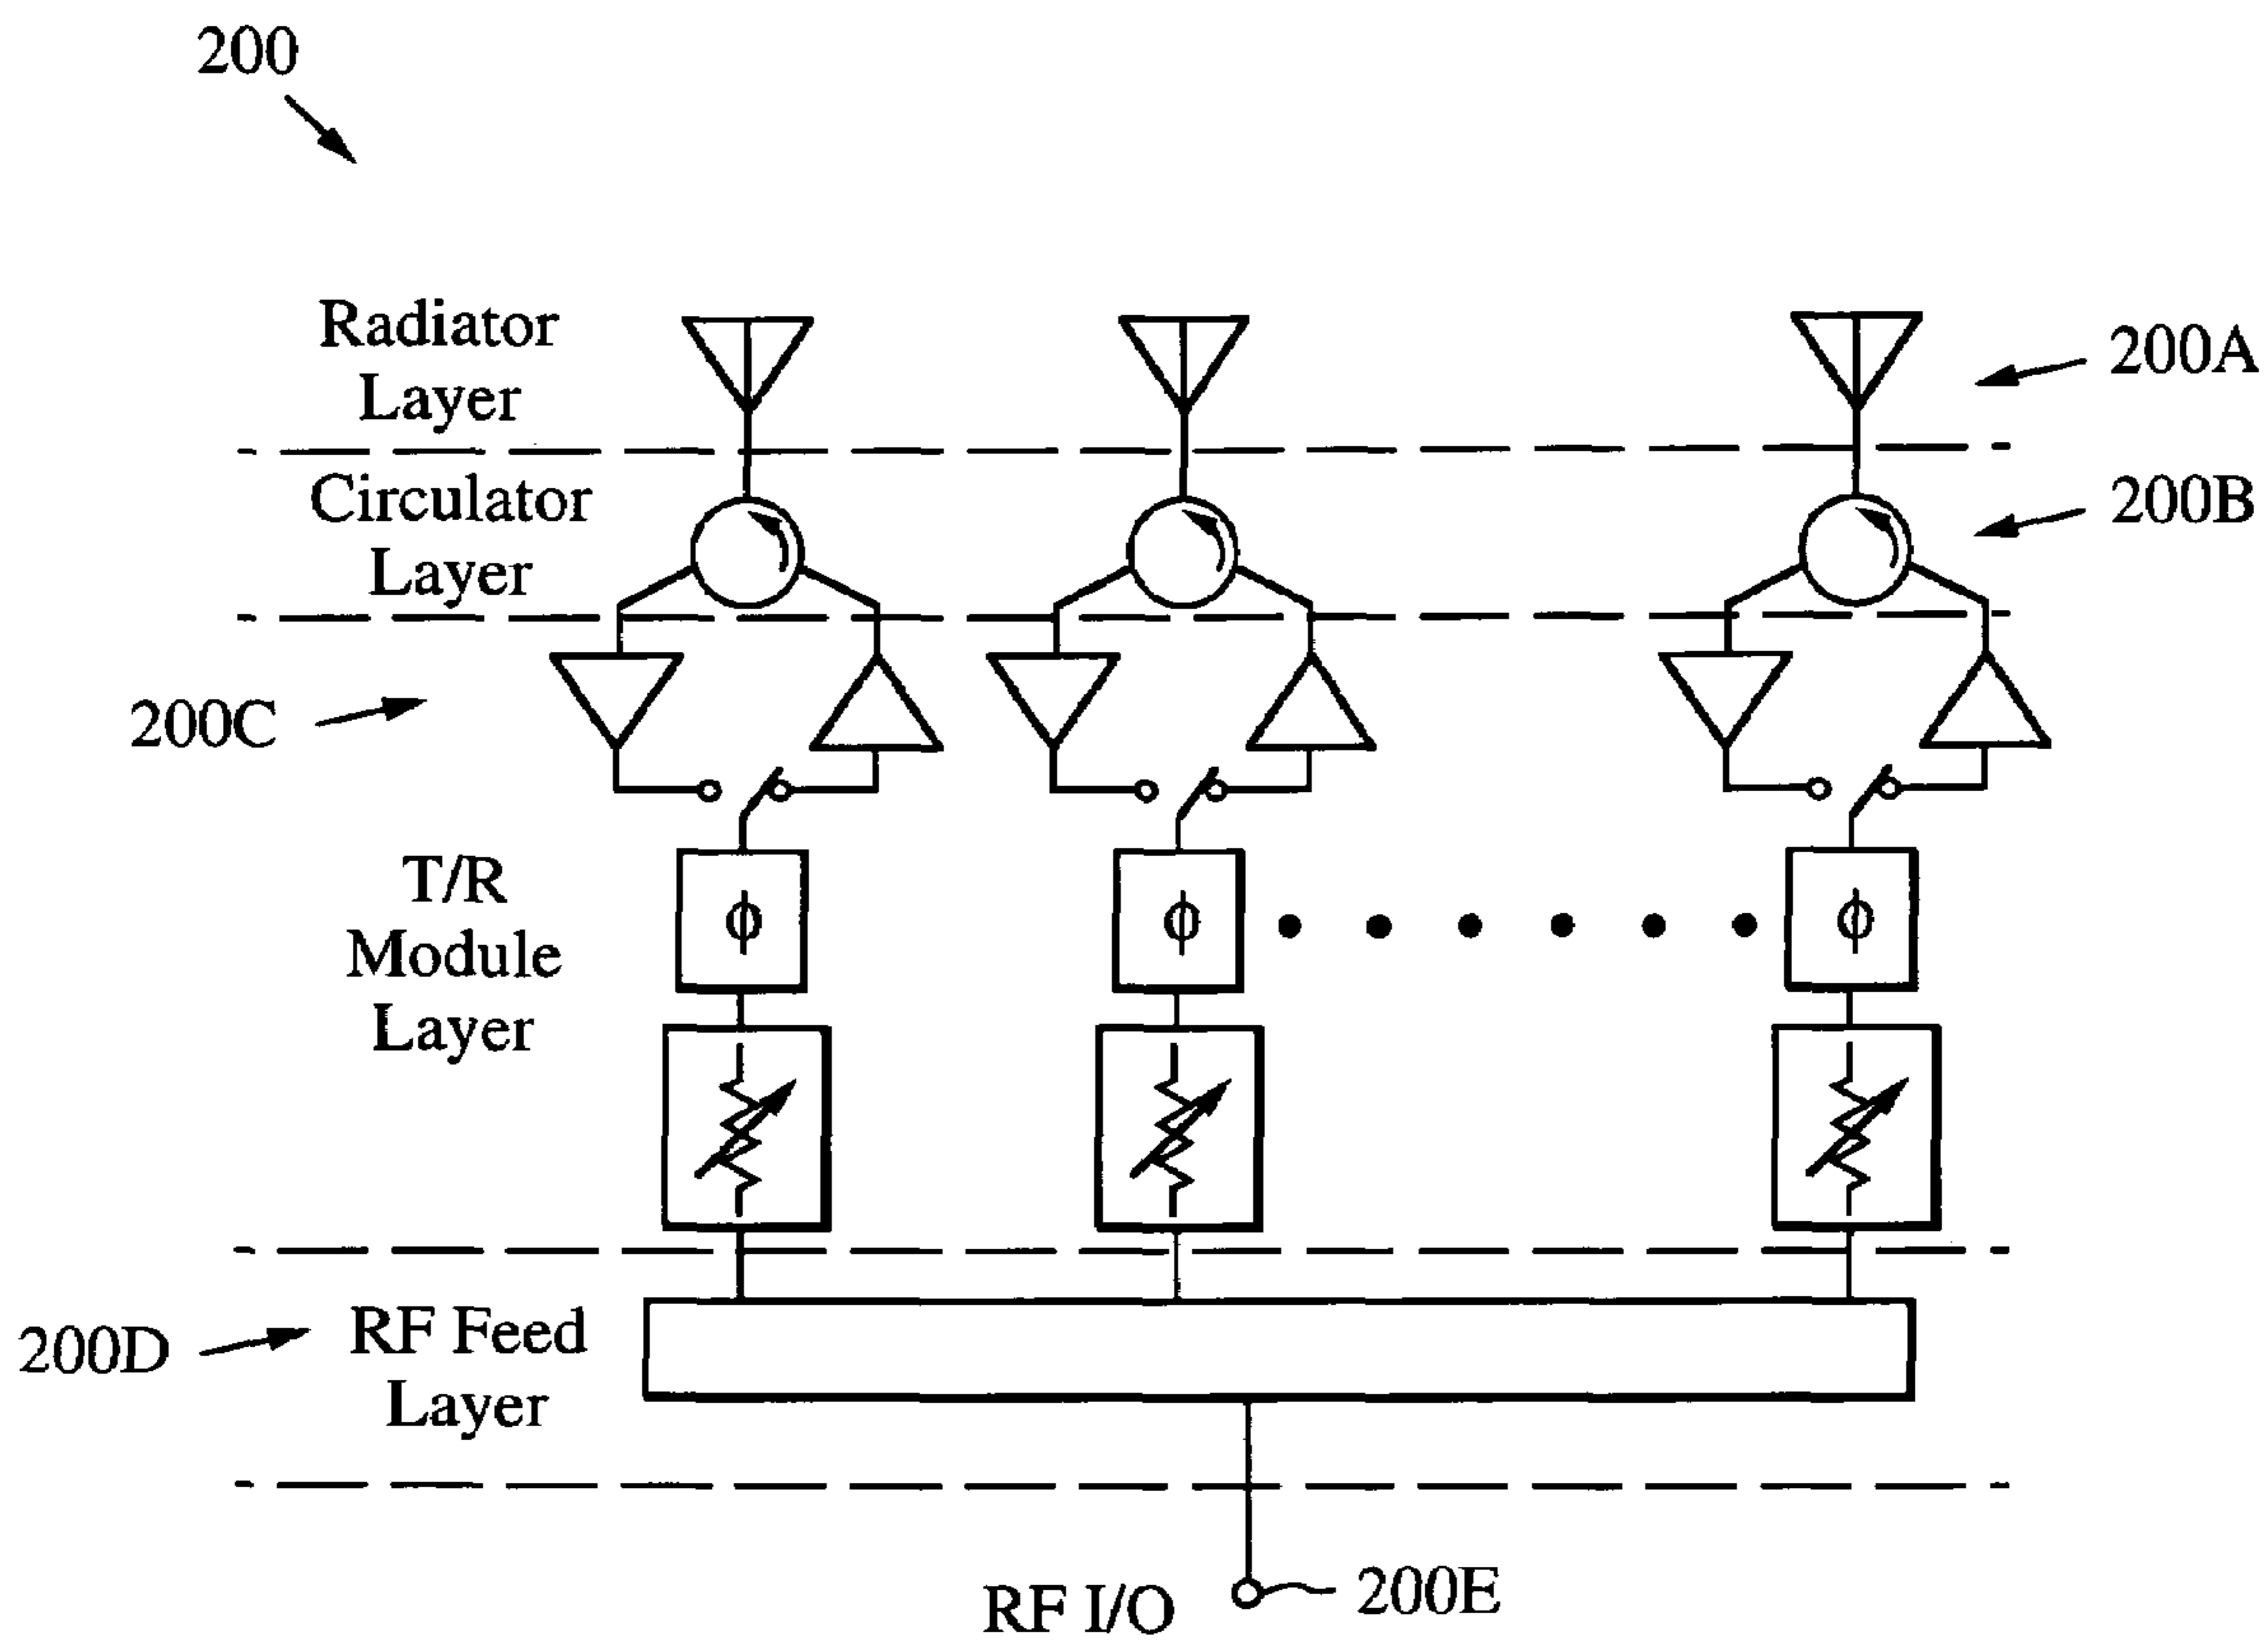 200
Radiator
Layer
200A
Circulator
Layer
200B
200C
T/R
Module
Layer
ϕ
ϕ
ϕ
200D
RF Feed
Layer
RF I/O
200E